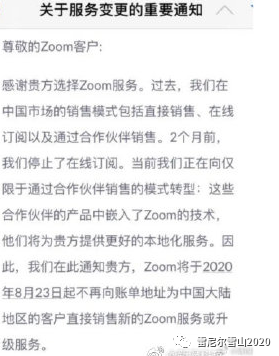 关于服务变更的重要通知
尊敬的Zoom客户:
感谢贵方选择Zoom服务。过去，我们在
中国市场的销售模式包括直接销售、在线
订阅以及通过合作伙伴销售。2个月前，
我们停止了在线订阅。当前我们正在向仅
限于通过合作伙伴销售的模式转型：这些
合作伙伴的产品中嵌入了Zoom的技术，
他们将为贵方提供更好的本地化服务。因
此，我们在此通知贵方，Zoom将于2020
年8月23日起不再向账单地址为中国大陆
地区的客户直接销售新的Zoom服务或升
级服务。
雷尼尔雪山2020